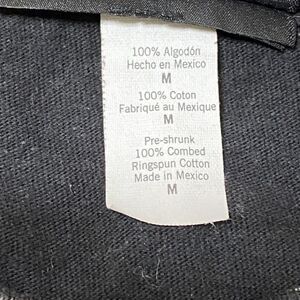 100% Algodón
Hecho en Mexico
M
100% Coton
Fabriqué au Mexique
M
Pre-shrunk
100% Combed
Ringspun Cotton
Made in Mexico
M